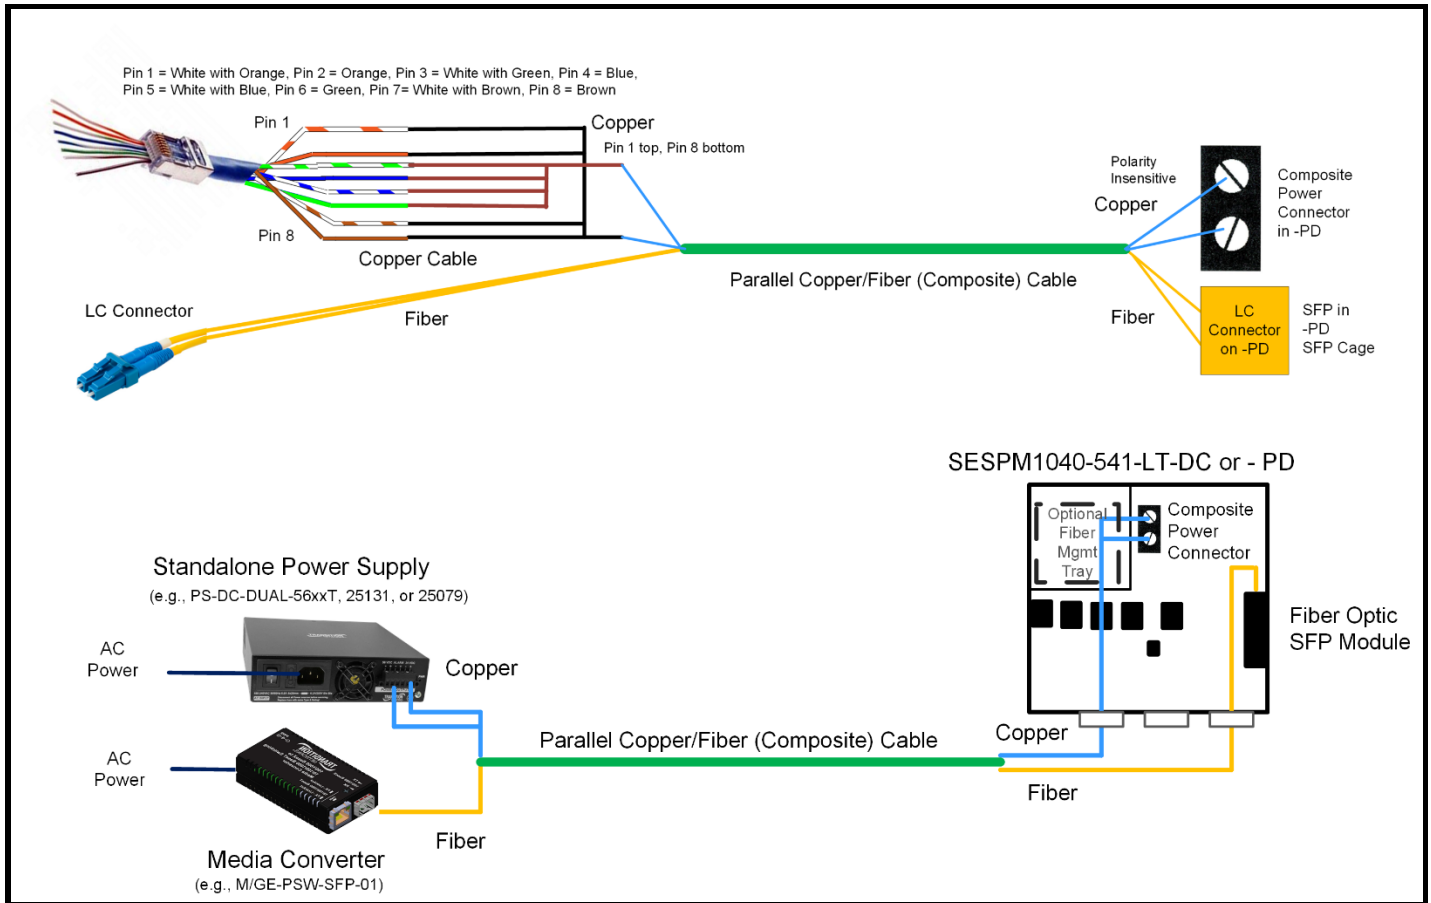 Pin 1 = White with Orange, Pin 2 = Orange, Pin 3 = White with Green, Pin 4 = Blue,
Pin 5 = White with Blue, Pin 6 = Green, Pin 7= White with Brown, Pin 8 = Brown
Pin 1
Copper
Pin 1 top, Pin 8 bottom
Pin 8
Copper Cable
LC Connector
Fiber
Parallel Copper/Fiber (Composite) Cable
Polarity
Insensitive
Copper
Composite
Power
Connector
in -PD
Fiber
LC
Connector
on -PD
SFP in
-PD
SFP Cage
SESPM1040-541-LT-DC or - PD
Optional
Fiber
Mgmt
Tray
Composite
Power
Connector
Fiber Optic
SFP Module
Standalone Power Supply
(e.g., PS-DC-DUAL-56xxT, 25131, or 25079)
AC
Power
Copper
AC
Power
Parallel Copper/Fiber (Composite) Cable
Copper
Fiber
Fiber
Media Converter
(e.g., M/GE-PSW-SFP-01)